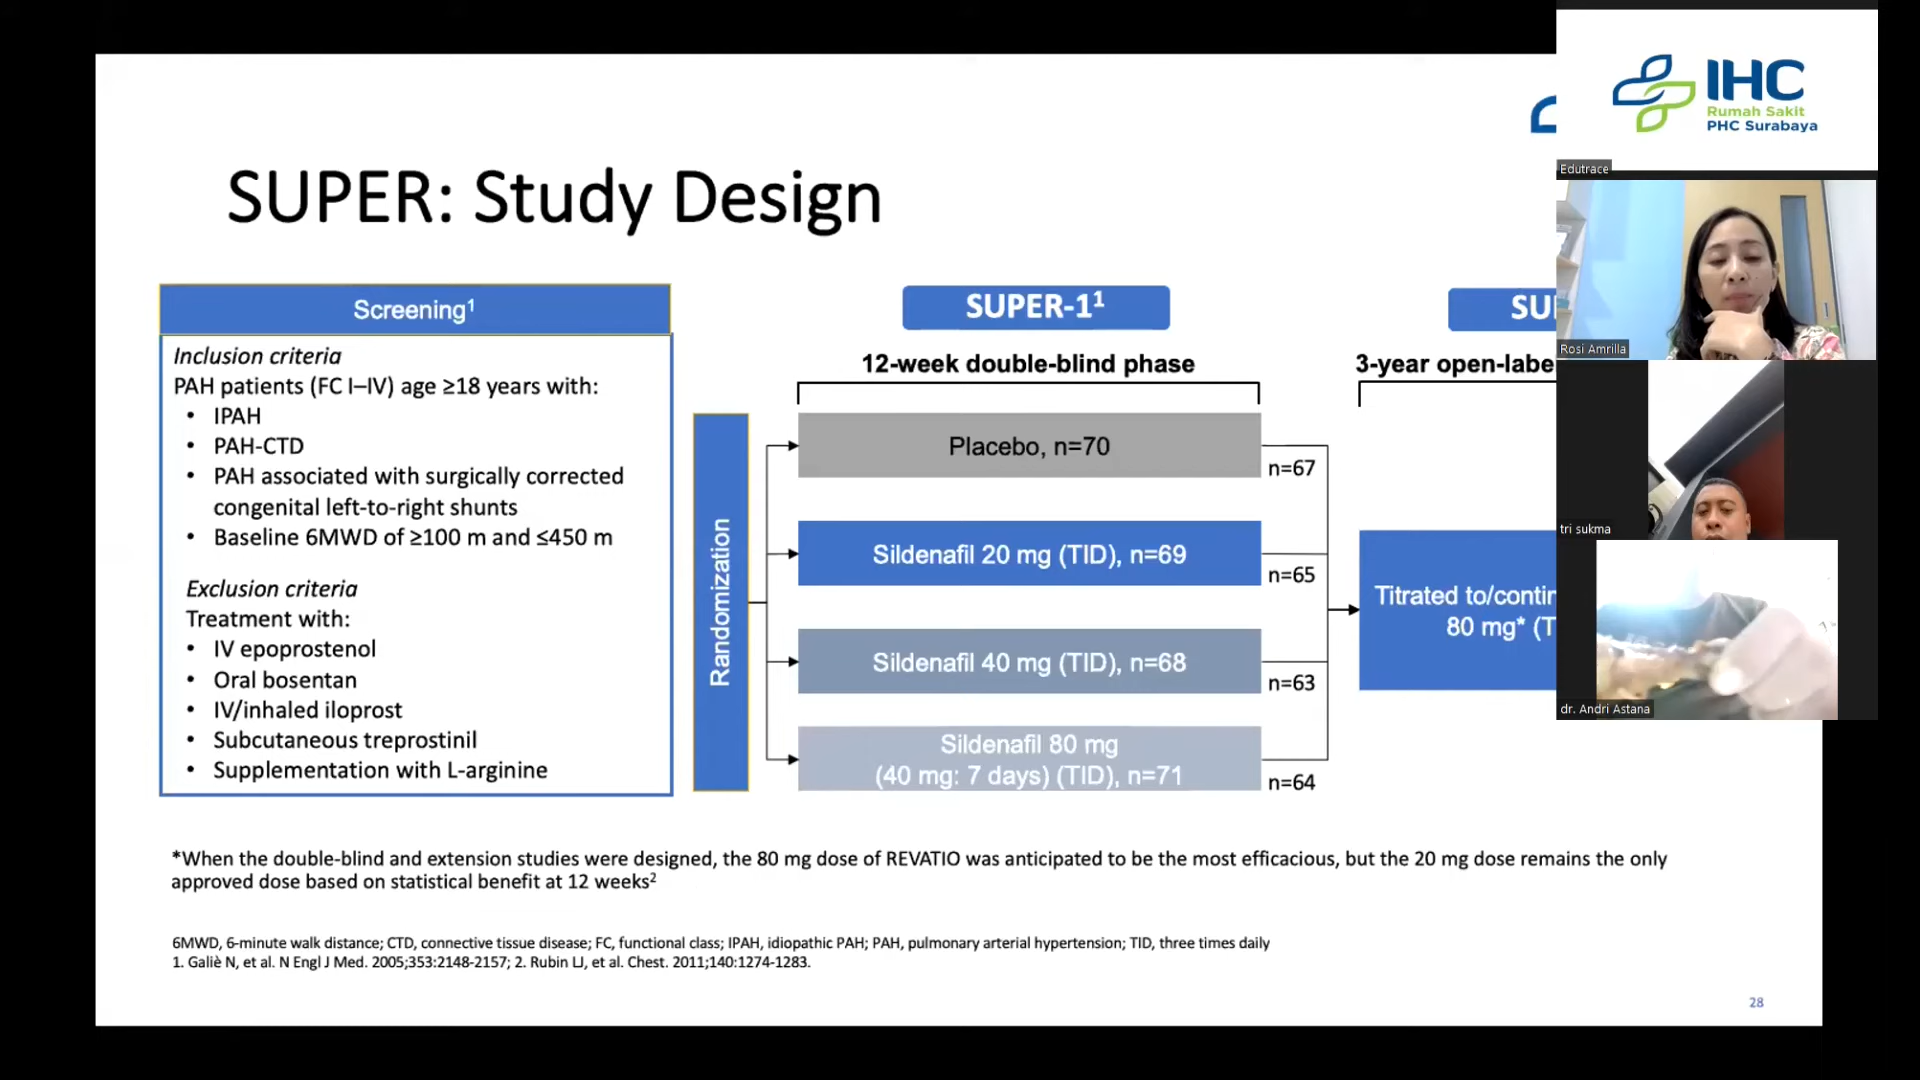 SUPER: Study Design
Screening¹
Inclusion criteria
PAH patients (FC I–IV) age ≥18 years with:
• IPAH
• PAH-CTD
• PAH associated with surgically corrected
congenital left-to-right shunts
• Baseline 6MWD of ≥100 m and ≤450 m
Exclusion criteria
Treatment with:
• IV epoprostenol
• Oral bosentan
• IV/inhaled iloprost
• Subcutaneous treprostinil
• Supplementation with L-arginine
Randomization
SUPER-1¹
12-week double-blind phase
Placebo, n=70
n=67
Sildenafil 20 mg (TID), n=69
n=65
Sildenafil 40 mg (TID), n=68
n=63
Sildenafil 80 mg
(40 mg: 7 days) (TID), n=71
n=64
SU
3-year open-labe
Titrated to/contin
80 mg* (T
*When the double-blind and extension studies were designed, the 80 mg dose of REVATIO was anticipated to be the most efficacious, but the 20 mg dose remains the only
approved dose based on statistical benefit at 12 weeks²
6MWD, 6-minute walk distance; CTD, connective tissue disease; FC, functional class; IPAH, idiopathic PAH; PAH, pulmonary arterial hypertension; TID, three times daily
1. Galiè N, et al. N Engl J Med. 2005;353:2148-2157; 2. Rubin LJ, et al. Chest. 2011;140:1274-1283.
28
IHC
Rumah Sakit
PHC Surabaya
Edutrace
Rosi Amrilla
tri sukma
dr. Andri Astana